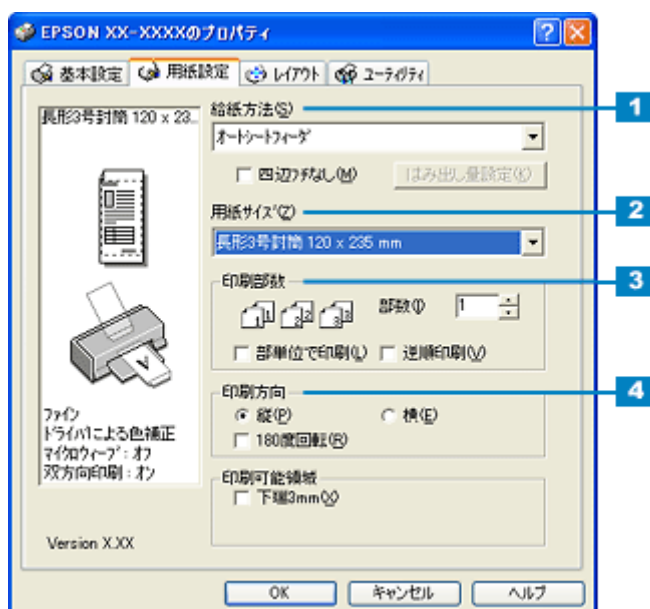 EPSON XX-XXXXのプロパティ
基本設定 用紙設定 レイアウト ユーティリティ
長形3号封筒 120 x 23...
給紙方法(S)
1
オートシートフィーダ
四辺フチなし(M) はみ出し量設定(K)
用紙サイズ(Z)
2
長形3号封筒 120 x 235 mm
印刷部数
3
部数(I) 1
部単位で印刷(L) 逆順印刷(V)
印刷方向
4
縦(P) 横(E)
180度回転(R)
ファイン
ドライバによる色補正
マイクロウィーブ:オフ
双方向印刷:オン
印刷可能領域
下端3mm(X)
Version X.XX
OK キャンセル ヘルプ